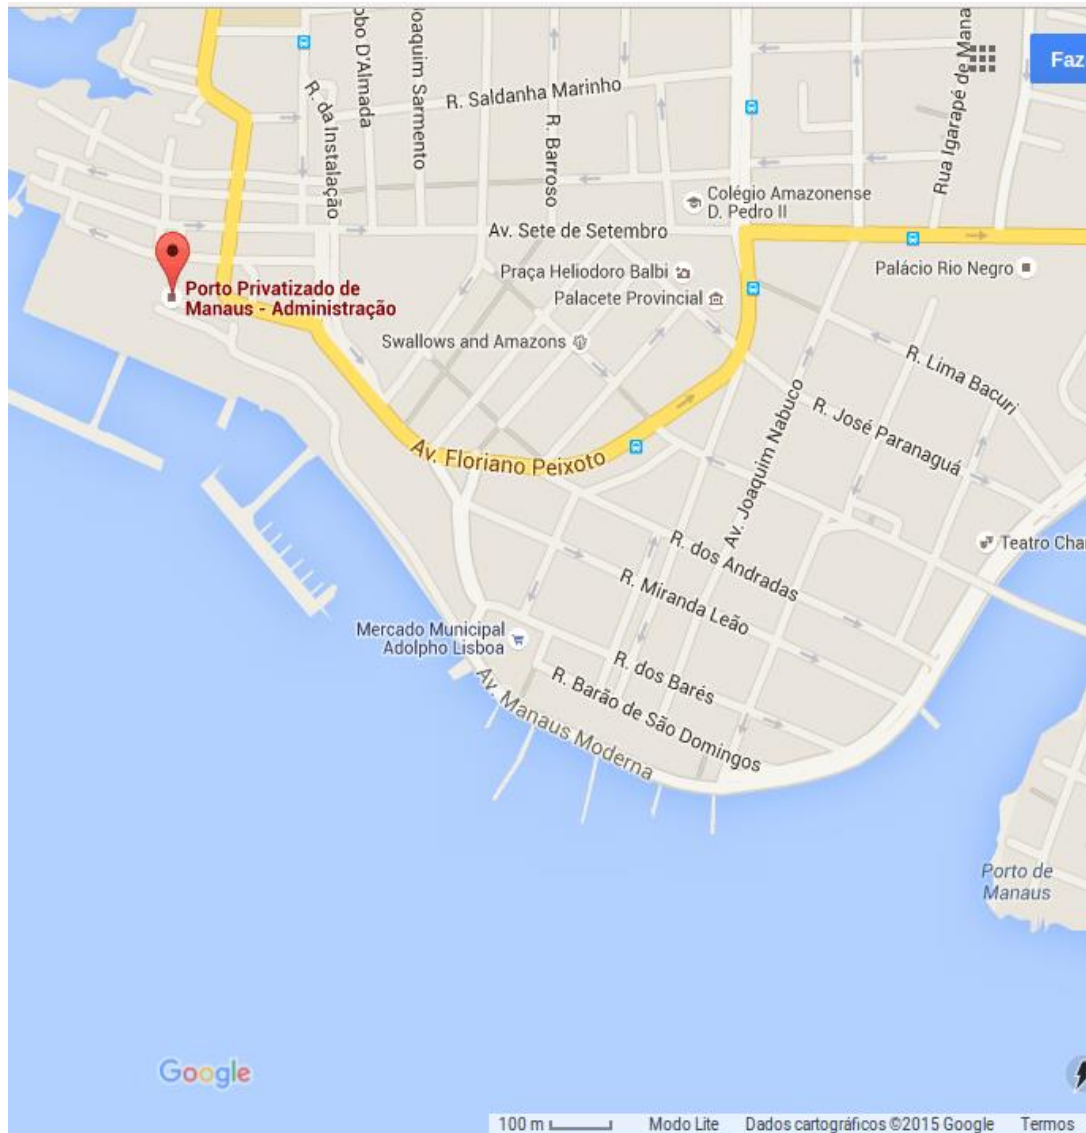 obo D'Almada
Joaquim Sarmento
R. Saldanha Marinho
R. da Instalação
R. Barroso
Rua Igarapé de Mana
Faz
Colégio Amazonense
D. Pedro II
Av. Sete de Setembro
Praça Heliodoro Balbi
Palacete Provincial
Palácio Rio Negro
Porto Privatizado de
Manaus - Administração
Swallows and Amazons
R. Lima Bacuri
R. José Paranaguá
Av. Joaquim Nabuco
Av. Floriano Peixoto
R. dos Andradas
Teatro Cha
R. Miranda Leão
Mercado Municipal
Adolpho Lisboa
R. dos Barés
R. Barão de São Domingos
Av. Manaus Moderna
Porto de
Manaus
Google
100 m Modo Lite Dados cartográficos ©2015 Google Termos